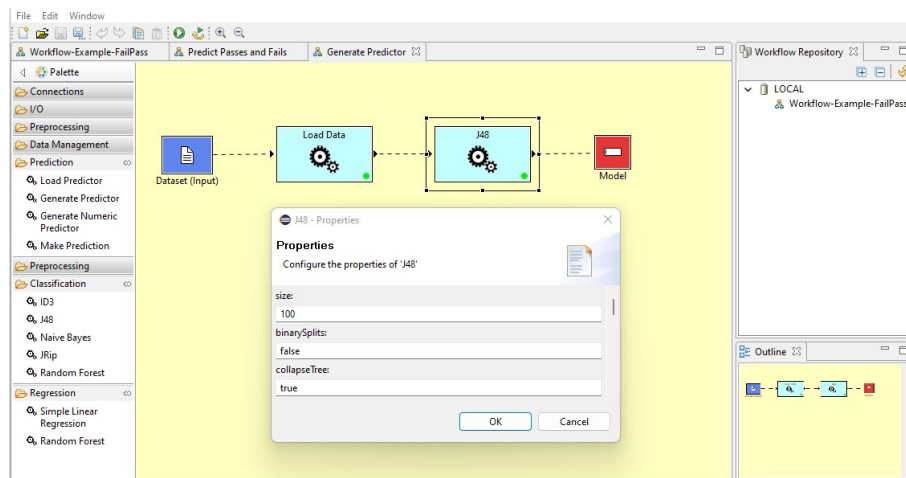 File Edit Window
Workflow-Example-FailPass
Predict Passes and Fails
Generate Predictor
Palette
Connections
I/O
Preprocessing
Data Management
Prediction
Load Predictor
Generate Predictor
Generate Numeric
Predictor
Make Prediction
Preprocessing
Classification
ID3
J48
Naive Bayes
JRip
Random Forest
Regression
Simple Linear
Regression
Random Forest
Dataset (Input)
Load Data
J48
Model
J48 - Properties
Properties
Configure the properties of 'J48'
size:
100
binarySplits:
false
collapseTree:
true
OK
Cancel
Workflow Repository
LOCAL
Workflow-Example-FailPass
Outline